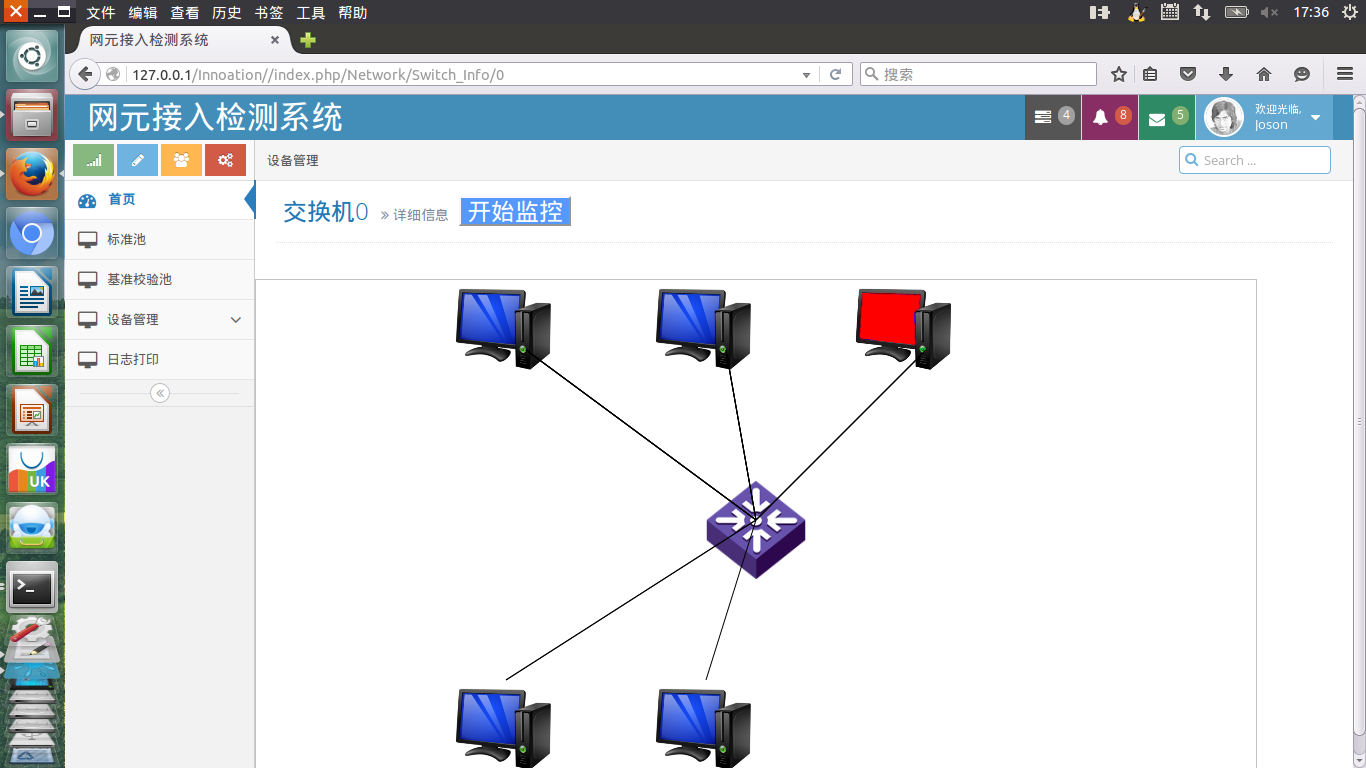 文件 编辑 查看 历史 书签 工具 帮助
17:36
网元接入检测系统
127.0.0.1/Innoation//index.php/Network/Switch_Info/0
搜索
网元接入检测系统
4
8
5
欢迎光临,
Joson
设备管理
Search ...
首页
标准池
基准校验池
设备管理
日志打印
交换机0
详细信息
开始监控
UK